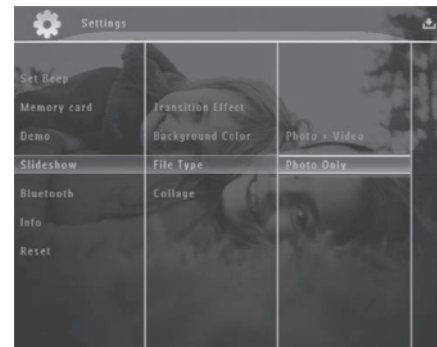 Settings
Set Beep
Memory card
Demo
Slideshow
Bluetooth
Info
Reset
Transition Effect
Background Color
File Type
Collage
Photo + Video
Photo Only